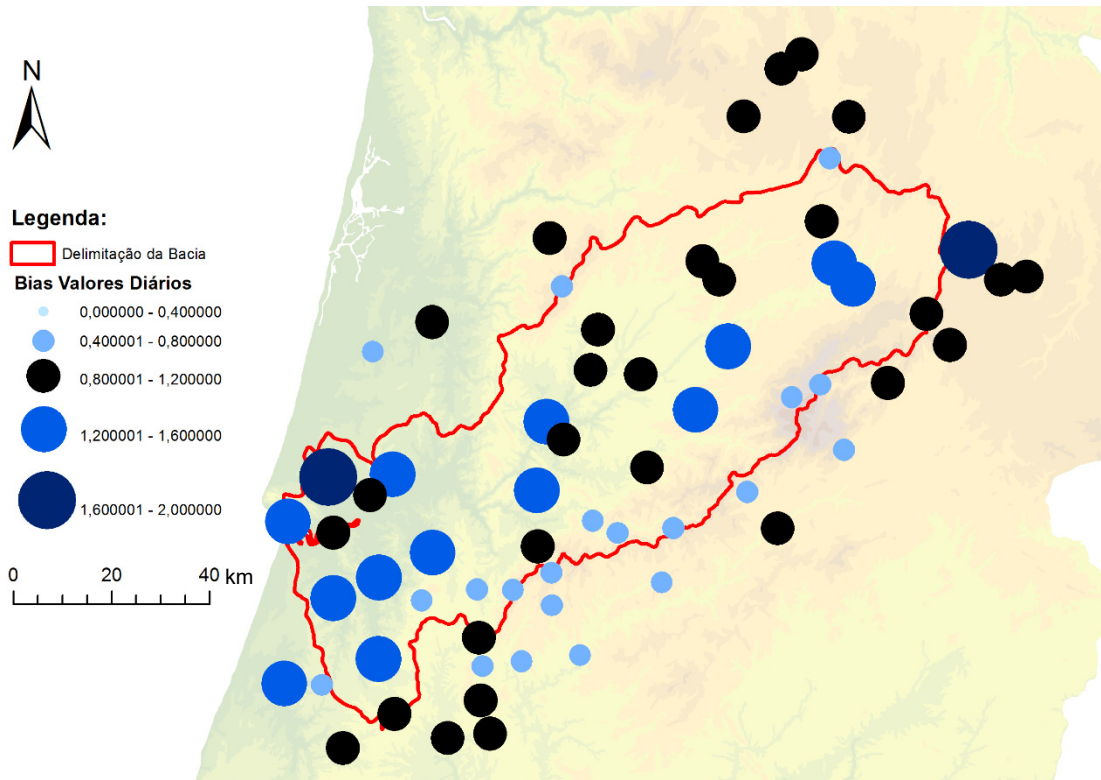 N
Legenda:
Delimitação da Bacia
Bias Valores Diários
0,000000 - 0,400000
0,400001 - 0,800000
0,800001 - 1,200000
1,200001 - 1,600000
1,600001 - 2,000000
0 20 40 km